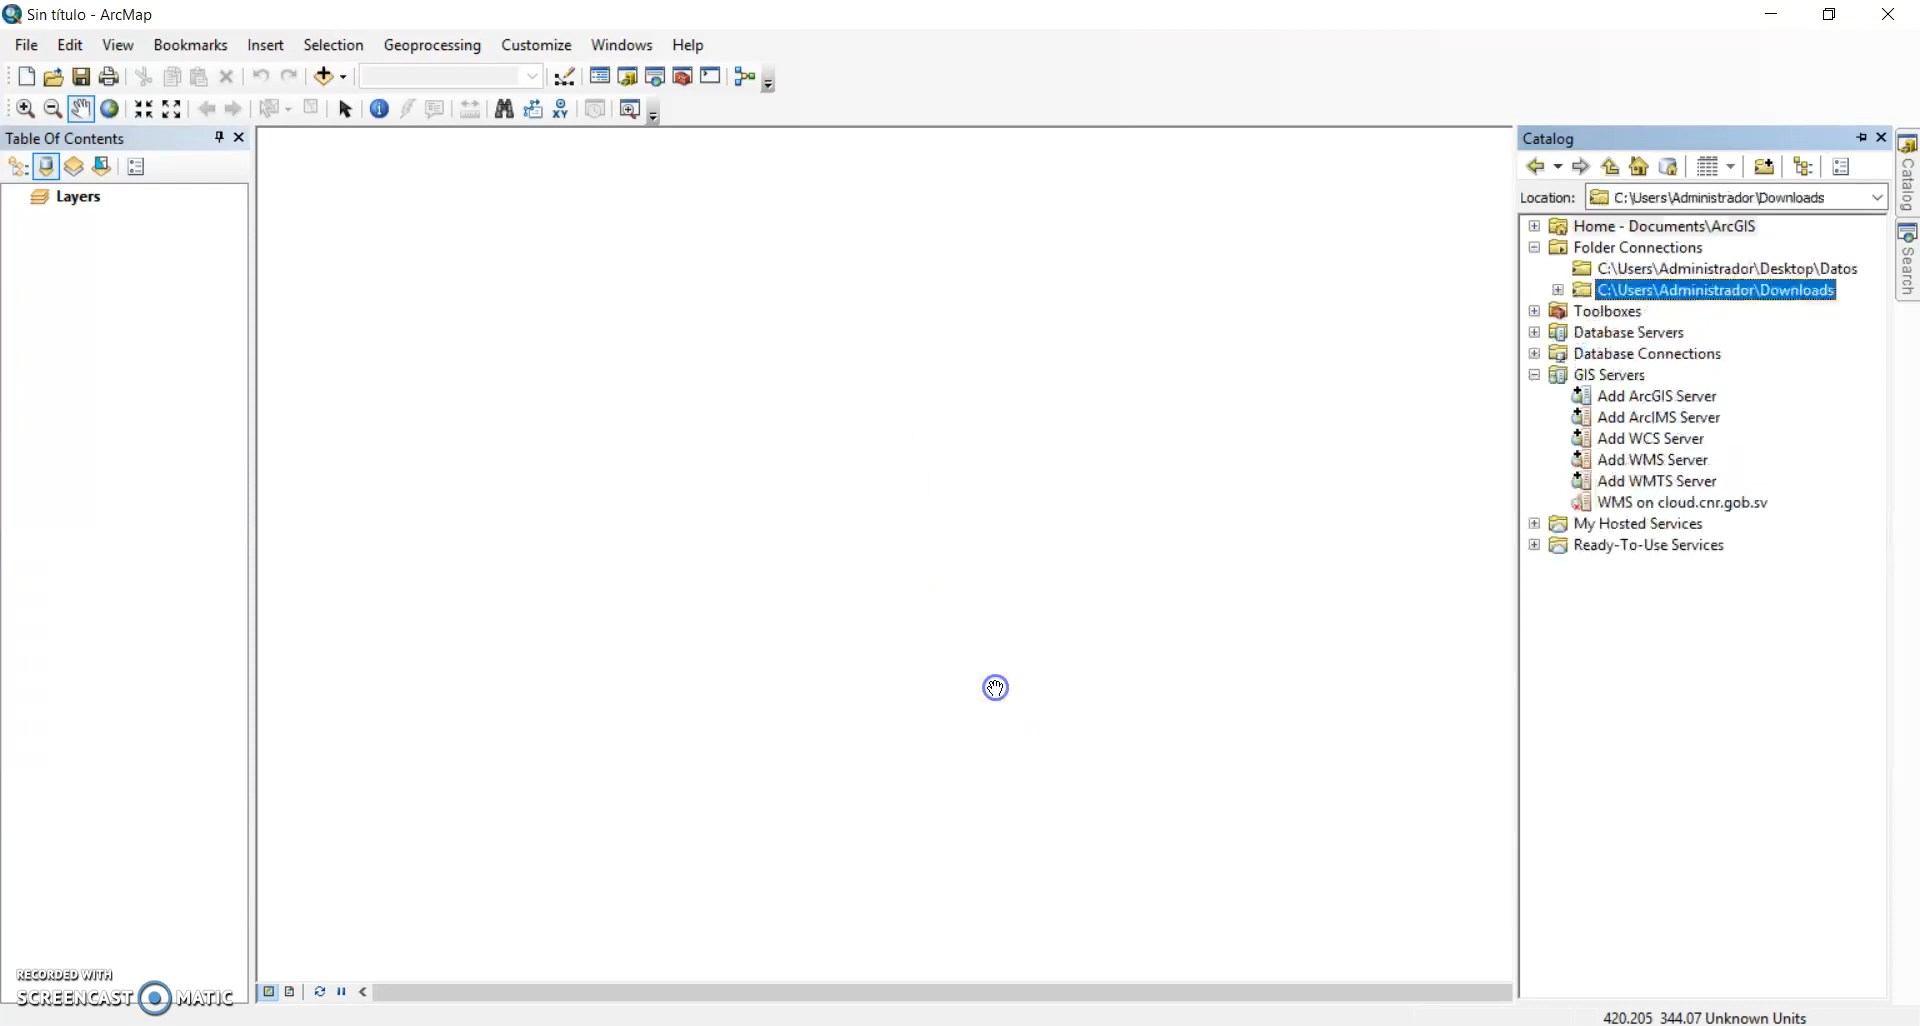 Sin título - ArcMap
File Edit View Bookmarks Insert Selection Geoprocessing Customize Windows Help
XY
Table Of Contents
Layers
Catalog
Location: C:\Users\Administrador\Downloads
Home - Documents\ArcGIS
Folder Connections
C:\Users\Administrador\Desktop\Datos
C:\Users\Administrador\Downloads
Toolboxes
Database Servers
Database Connections
GIS Servers
Add ArcGIS Server
Add ArcIMS Server
Add WCS Server
Add WMS Server
Add WMTS Server
WMS on cloud.cnr.gob.sv
My Hosted Services
Ready-To-Use Services
Catalog
Search
RECORDED WITH
SCREENCAST MATIC
420.205 344.07 Unknown Units